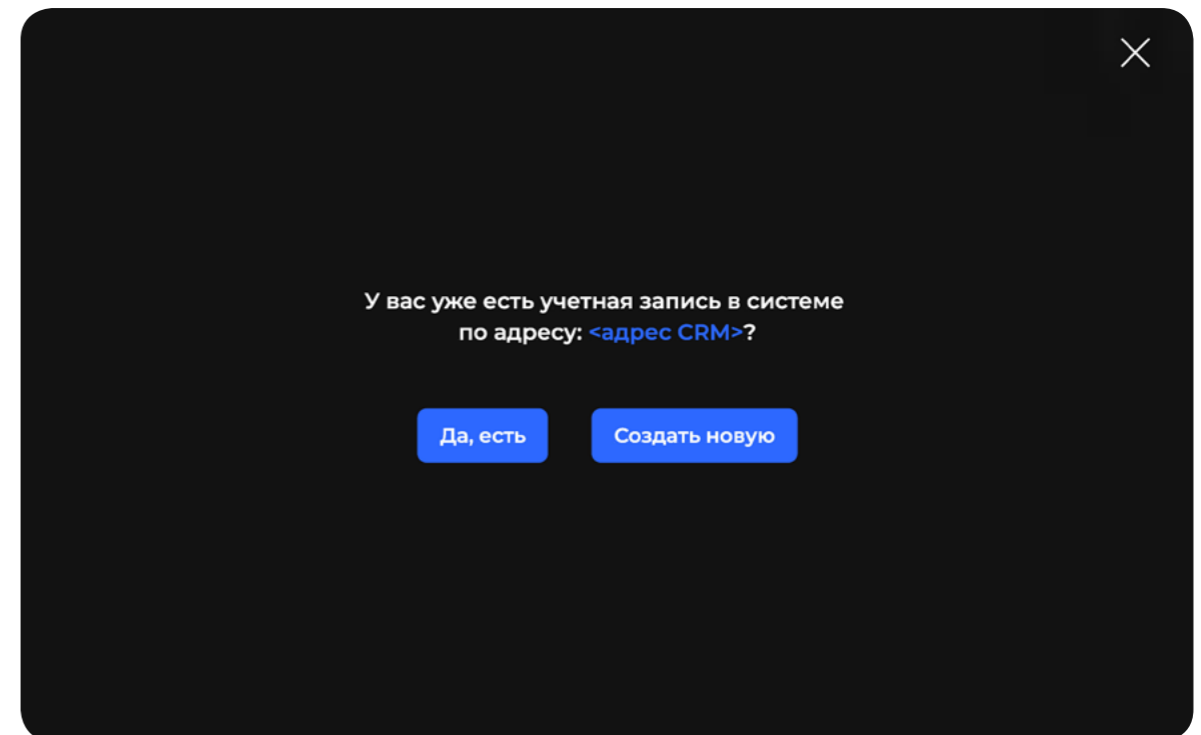 У вас уже есть учетная запись в системе
по адресу: <адрес CRM>?
Да, есть
Создать новую